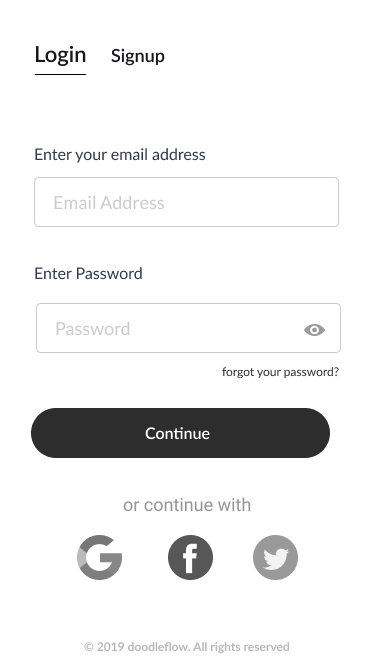 Login Signup
Enter your email address
Email Address
Enter Password
Password
forgot your password?
Continue
or continue with
© 2019 doodleflow. All rights reserved